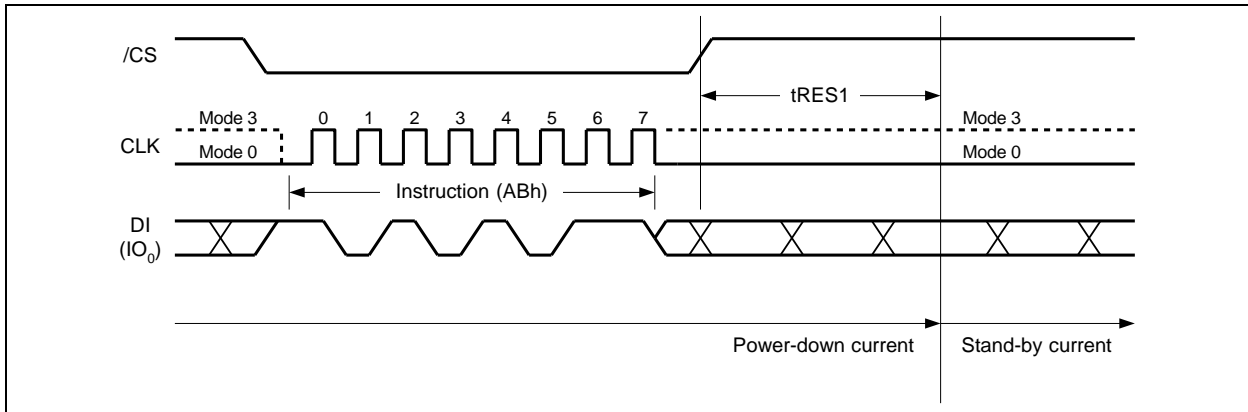 /CS
tRES1
Mode 3 0 1 2 3 4 5 6 7 Mode 3
CLK
Mode 0 Mode 0
Instruction (ABh)
DI
(IO0)
Power-down current Stand-by current